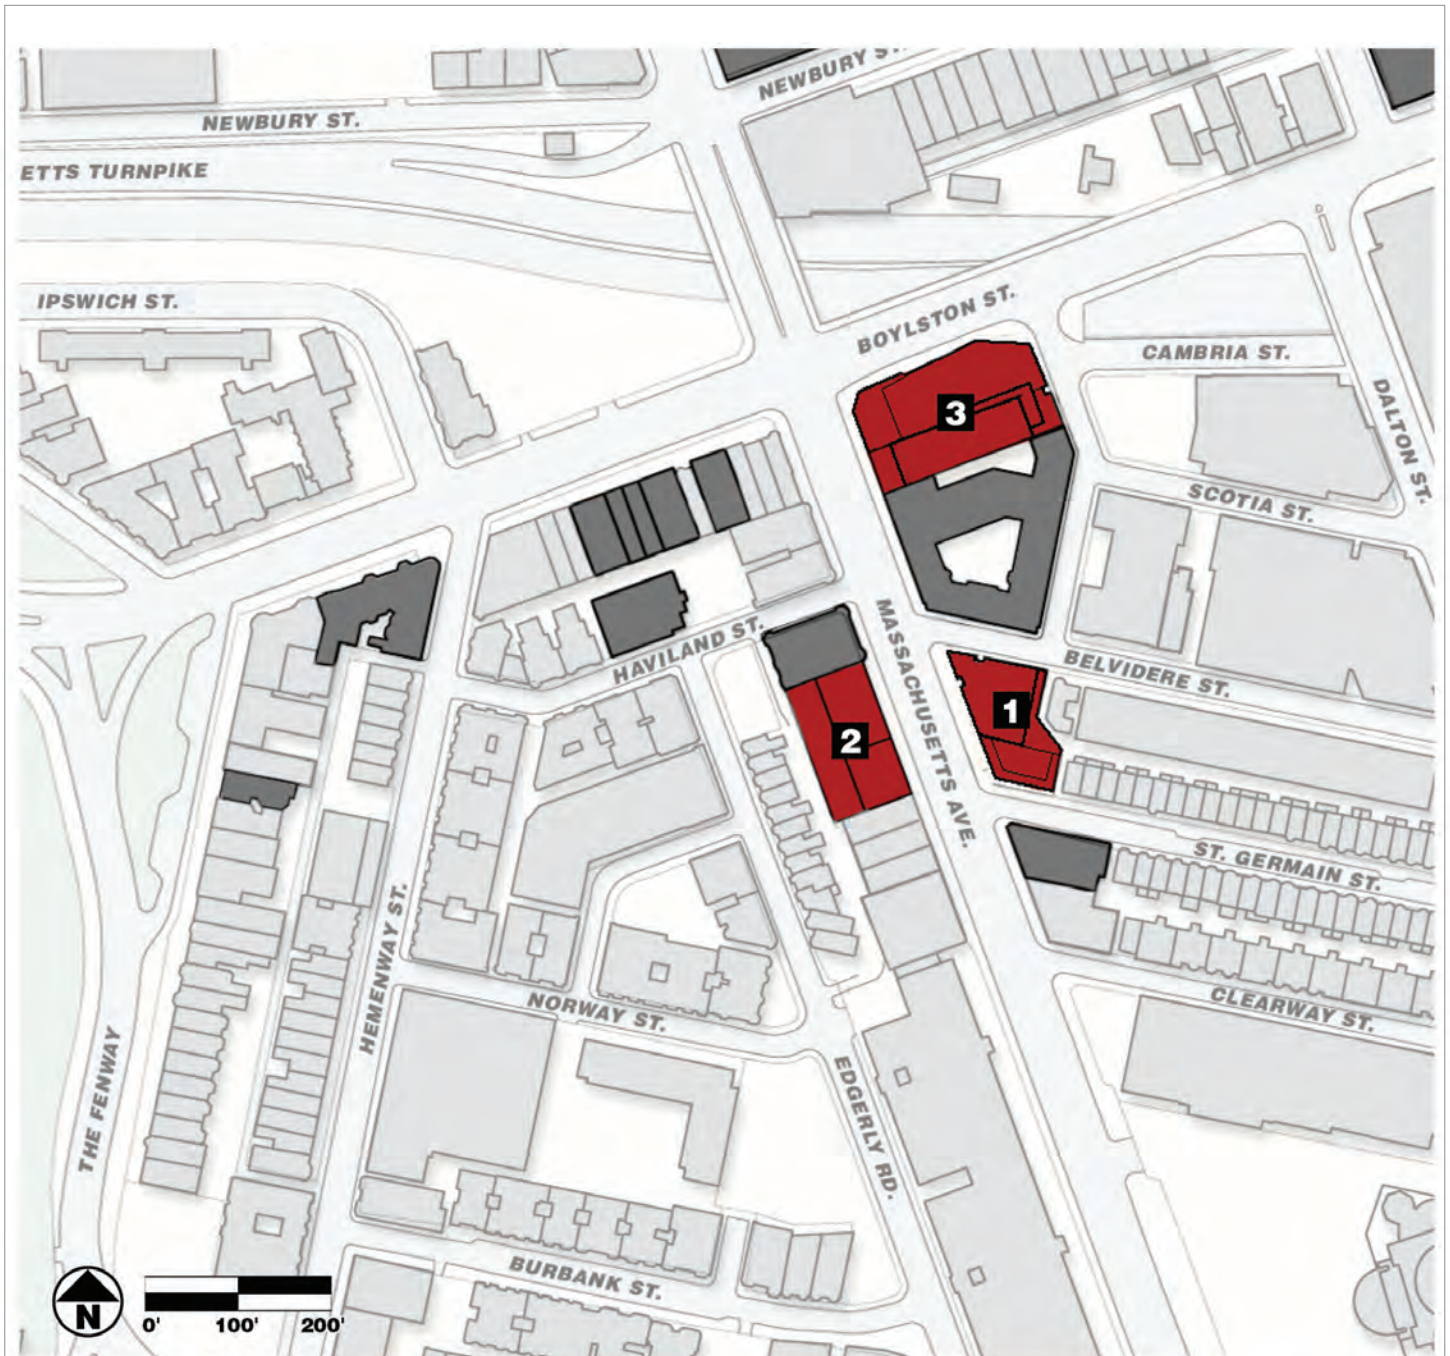 NEWBURY ST.
NEWBURY ST.
ETTS TURNPIKE
IPSWICH ST.
BOYLSTON ST.
CAMBRIA ST.
DALTON ST.
3
SCOTIA ST.
HAVILAND ST.
MASSACHUSETTS AVE.
BELVIDERE ST.
1
2
ST. GERMAIN ST.
HEMENWAY ST.
NORWAY ST.
CLEARWAY ST.
THE FENWAY
EDGERLY RD.
BURBANK ST.
N
0' 100' 200'